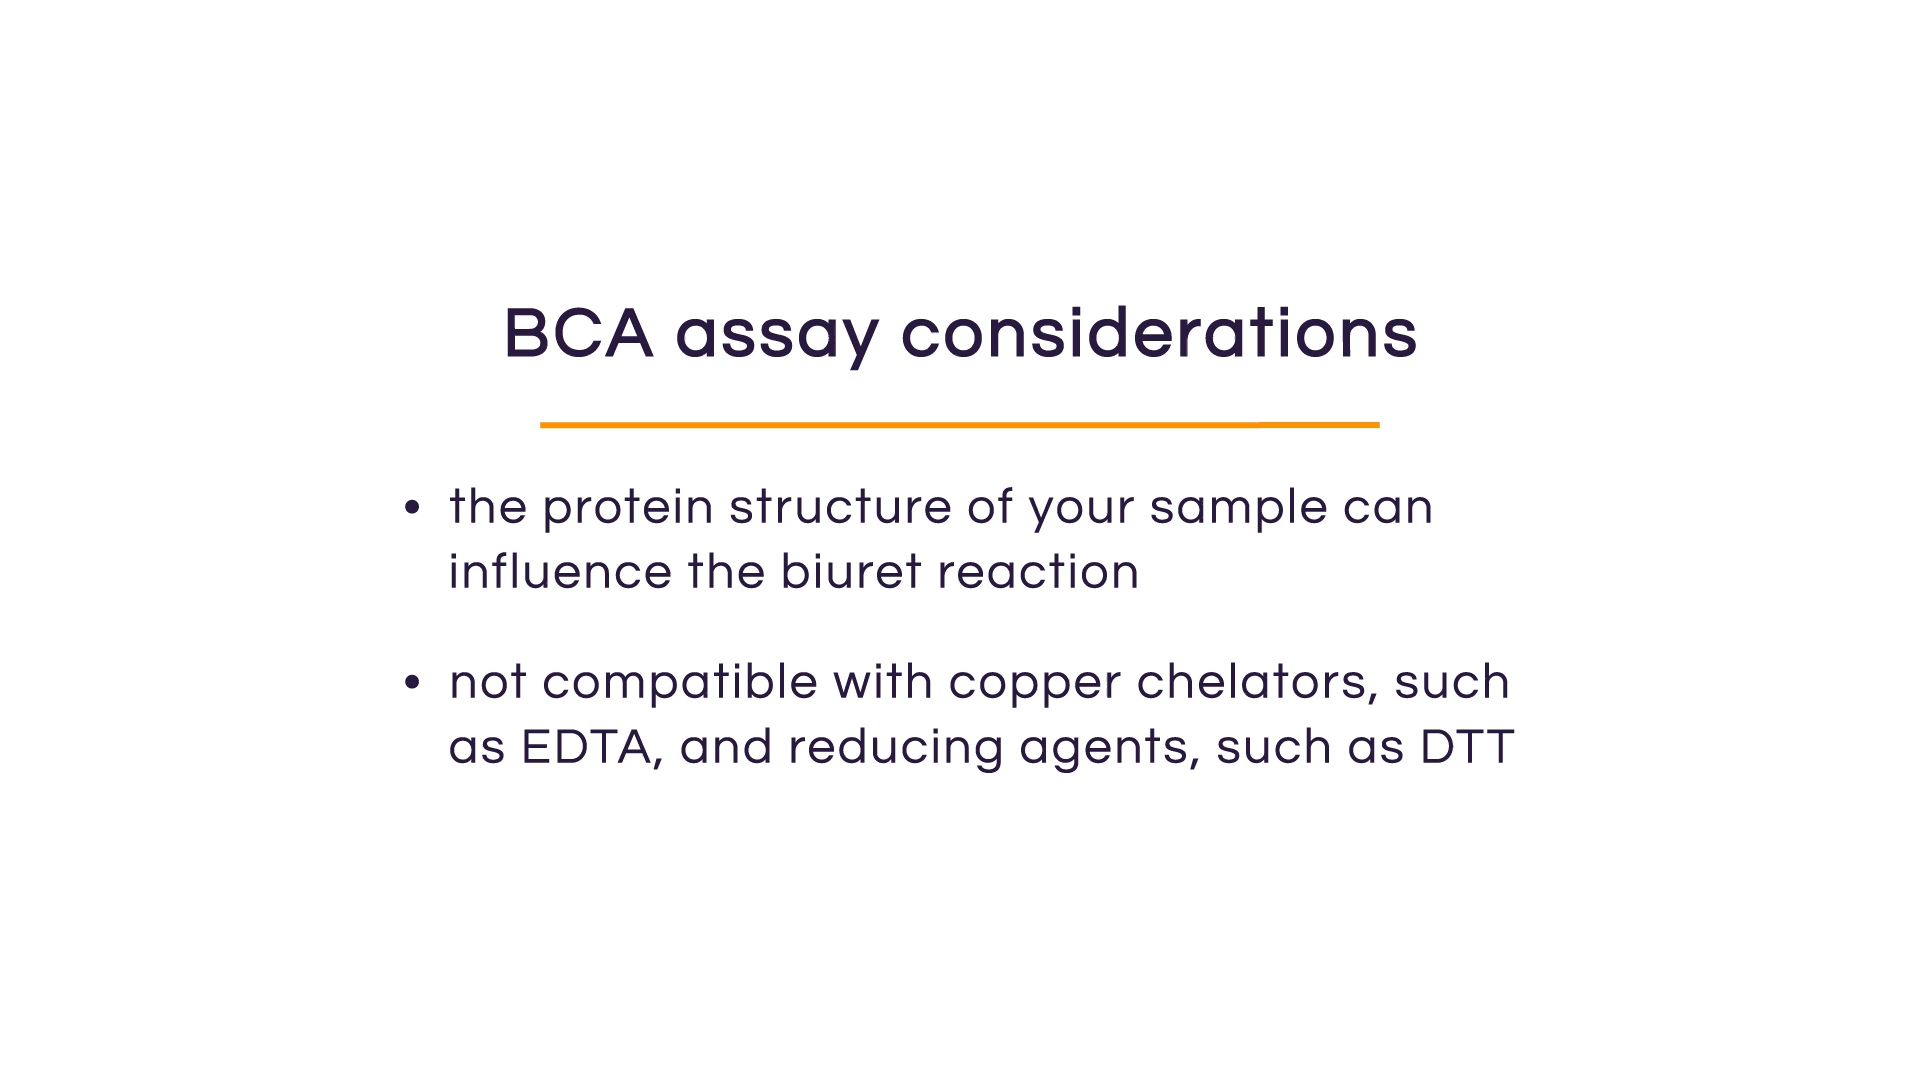 BCA assay considerations
• the protein structure of your sample can
influence the biuret reaction
• not compatible with copper chelators, such
as EDTA, and reducing agents, such as DTT